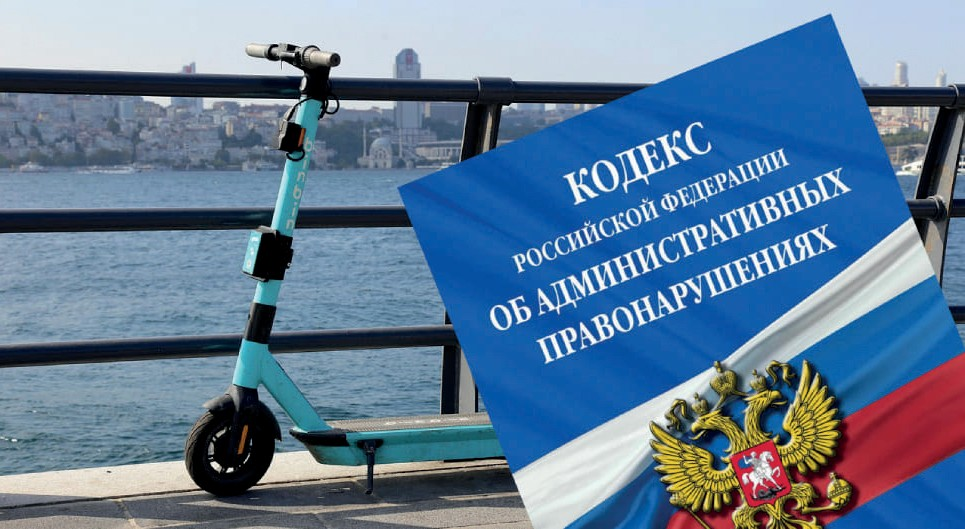 КОДЕКС
РОССИЙСКОЙ ФЕДЕРАЦИИ
ОБ АДМИНИСТРАТИВНЫХ
ПРАВОНАРУШЕНИЯХ